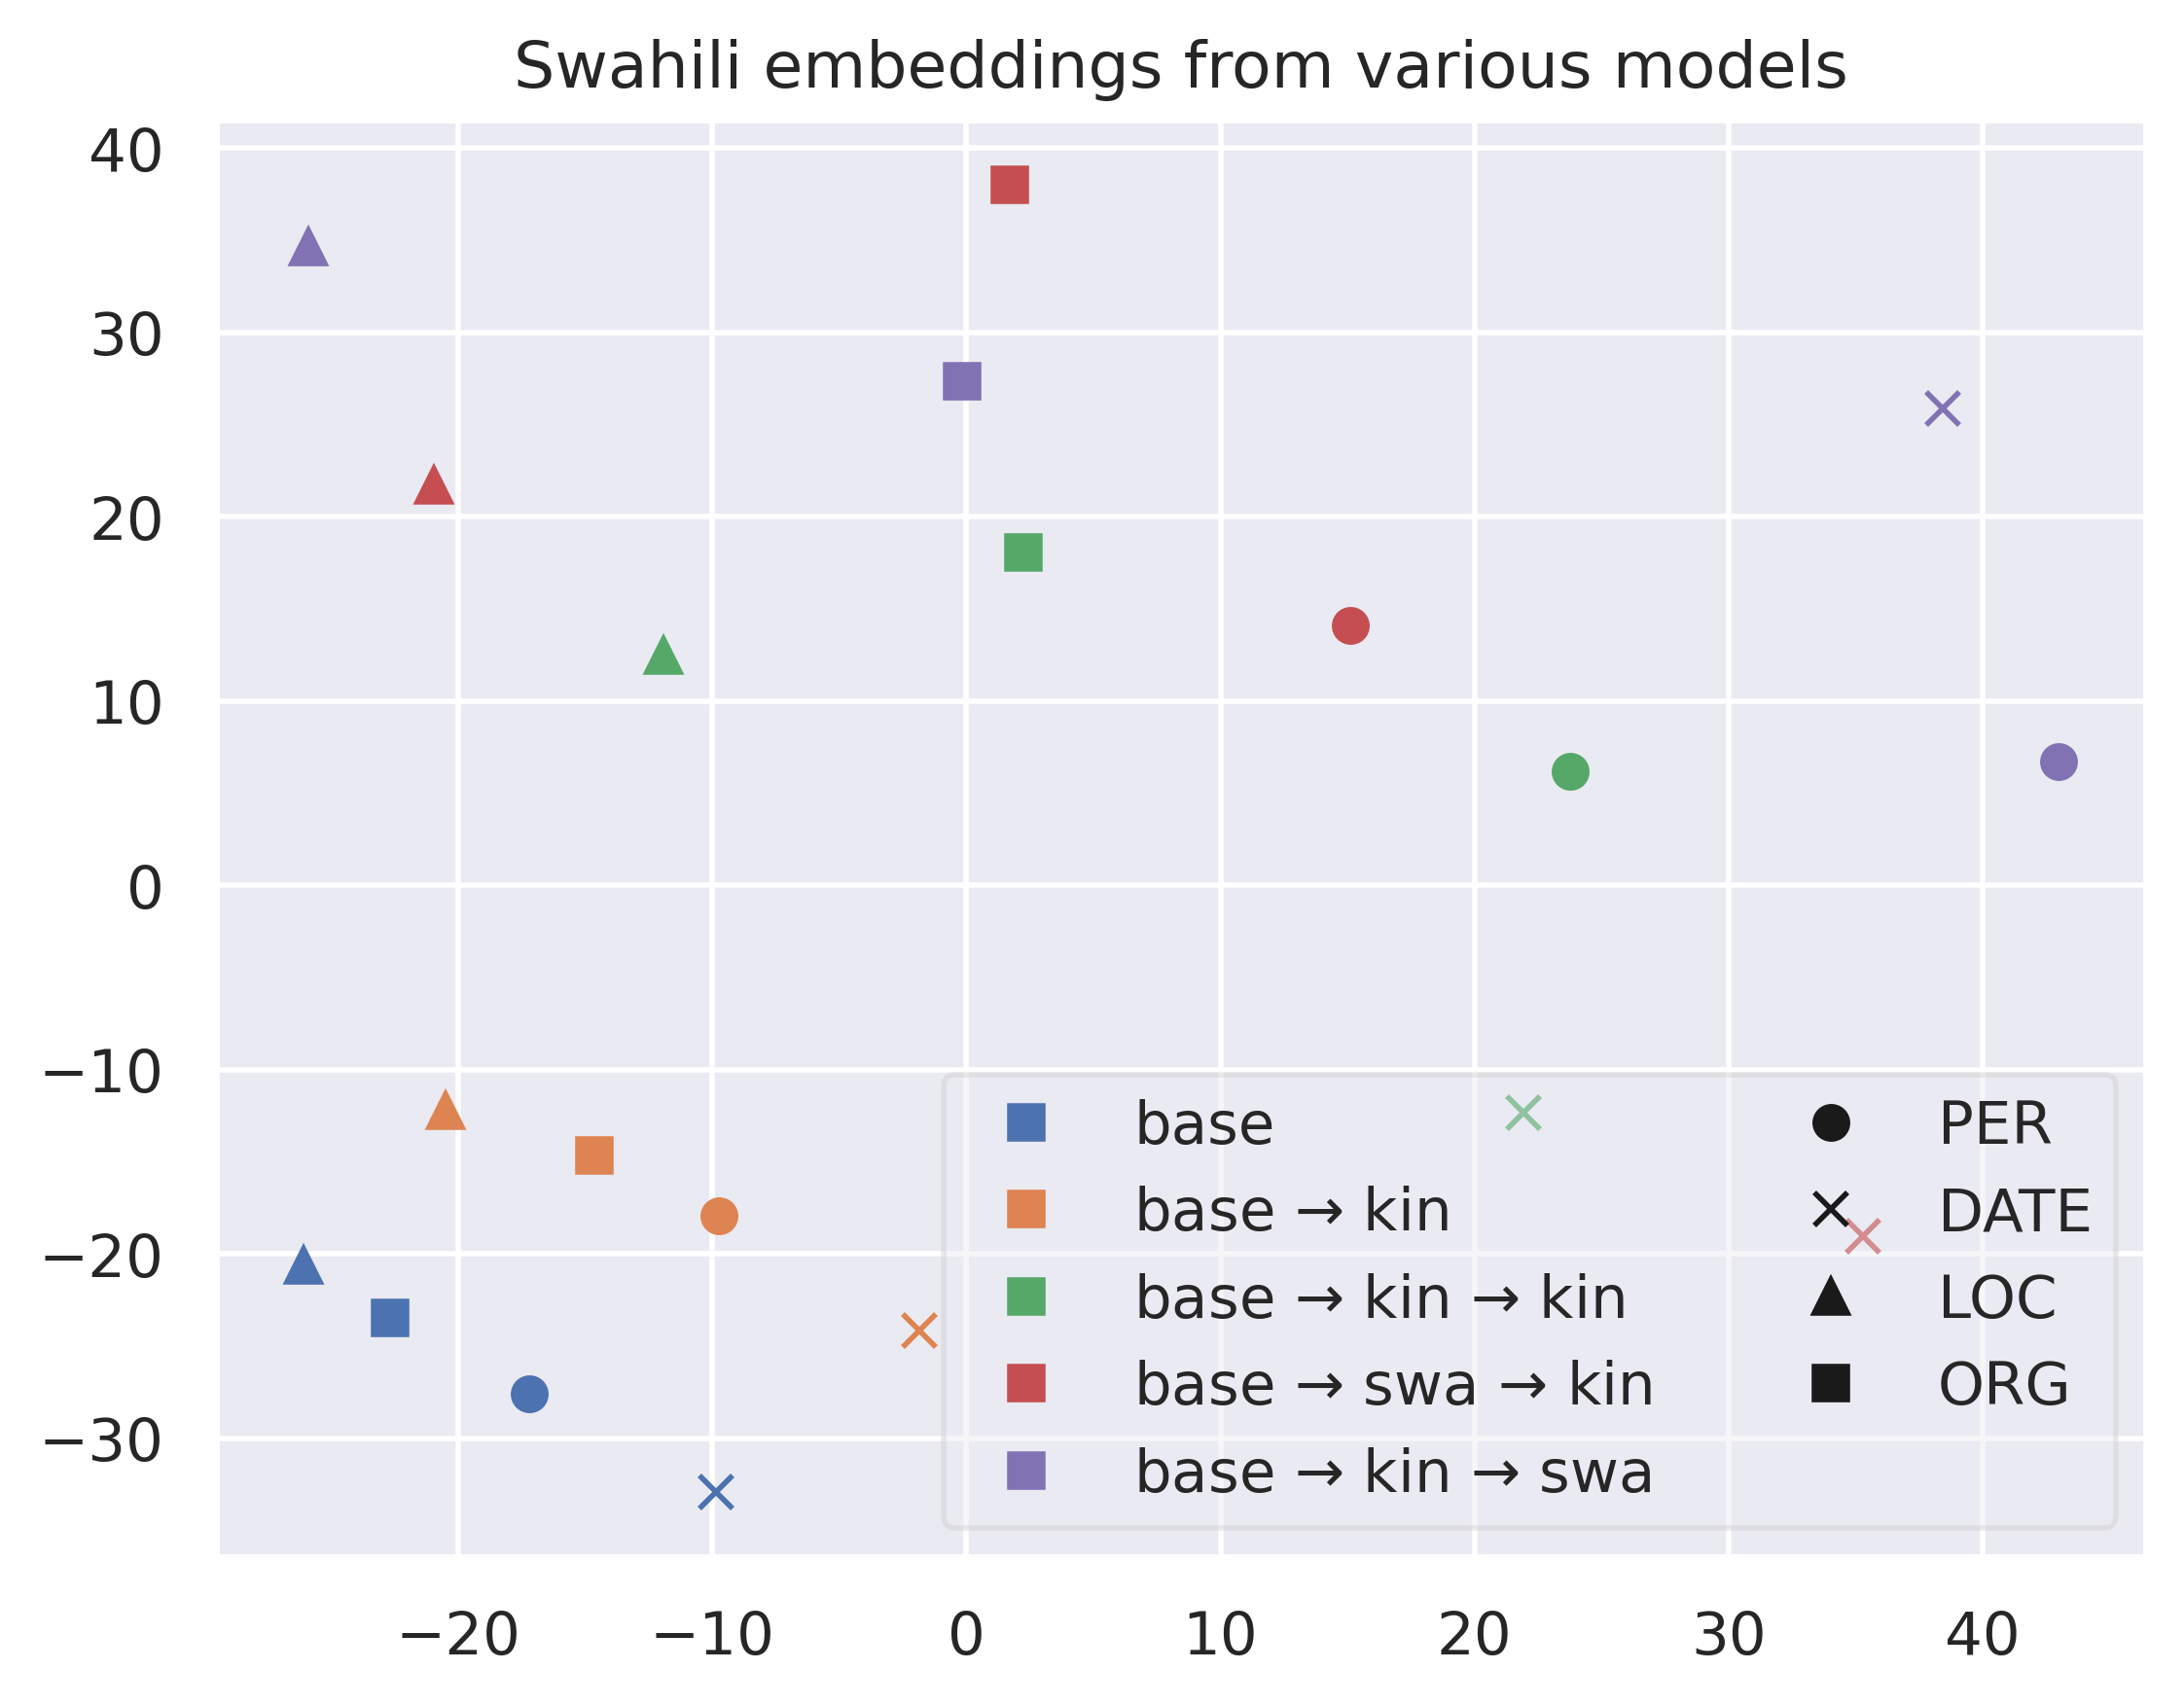 Swahili embeddings from various models
40
30
20
10
0
−10
−20
−30
base
base → kin
base → kin → kin
base → swa → kin
base → kin → swa
PER
DATE
LOC
ORG
−20 −10 0 10 20 30 40